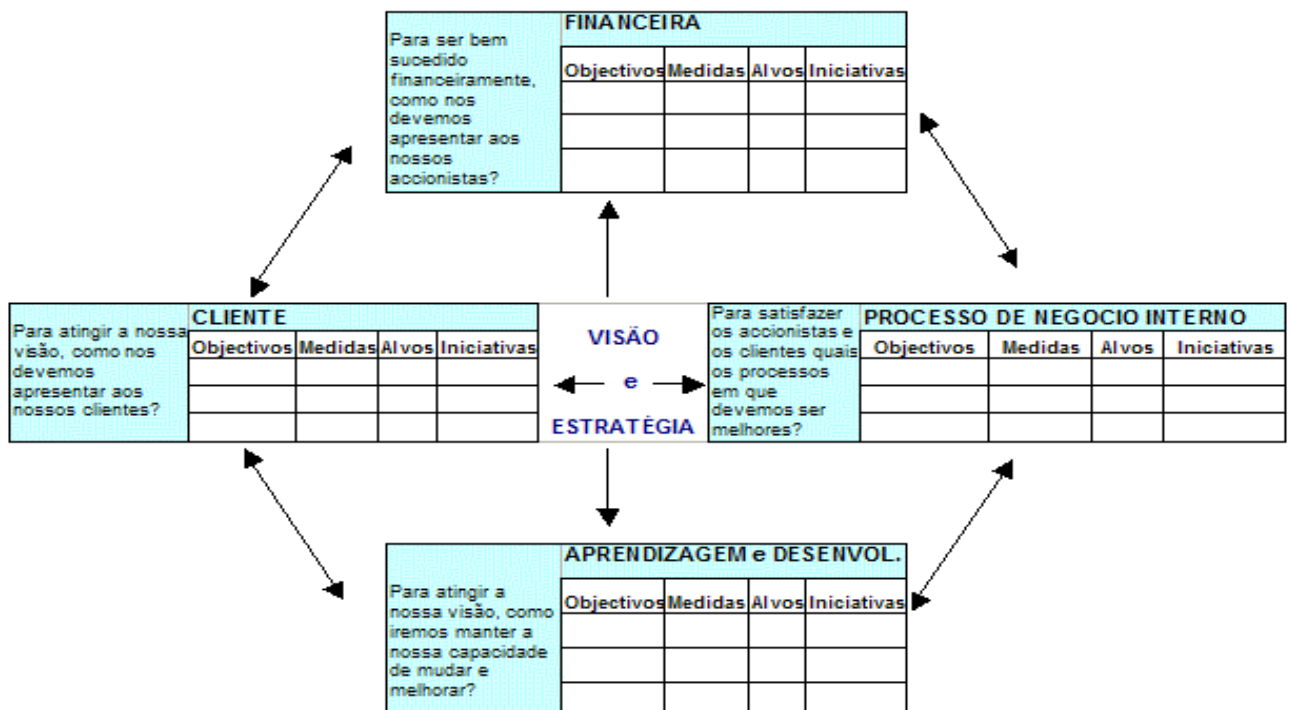 FINANCEIRA
Para ser bem
sucedido
financeiramente,
como nos
devemos
apresentar aos
nossos
accionistas?
Objectivos Medidas Alvos Iniciativas
CLIENTE
Para atingir a nossa
visão, como nos
devemos
apresentar aos
nossos clientes?
Objectivos Medidas Alvos Iniciativas
VISÃO
e
ESTRATÉGIA
Para satisfazer
os accionistas e
os clientes quais
os processos
em que
devemos ser
melhores?
PROCESSO DE NEGOCIO INTERNO
Objectivos Medidas Alvos Iniciativas
APRENDIZAGEM e DESENVOL.
Para atingir a
nossa visão, como
iremos manter a
nossa capacidade
de mudar e
melhorar?
Objectivos Medidas Alvos Iniciativas